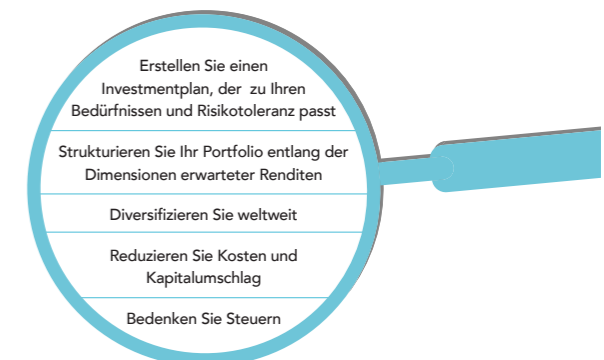 Erstellen Sie einen
Investmentplan, der zu Ihren
Bedürfnissen und Risikotoleranz passt
Strukturieren Sie Ihr Portfolio entlang der
Dimensionen erwarteter Renditen
Diversifizieren Sie weltweit
Reduzieren Sie Kosten und
Kapitalumschlag
Bedenken Sie Steuern